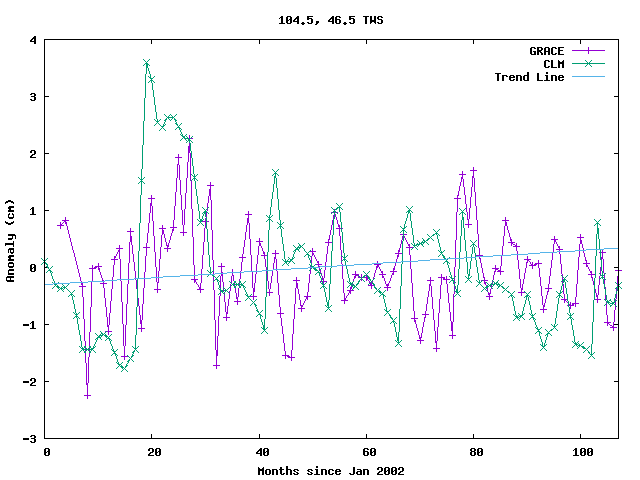 104.5, 46.5 TWS
GRACE
CLM
Trend Line
4
3
2
1
0
-1
-2
-3
Anomaly (cm)
0 20 40 60 80 100
Months since Jan 2002